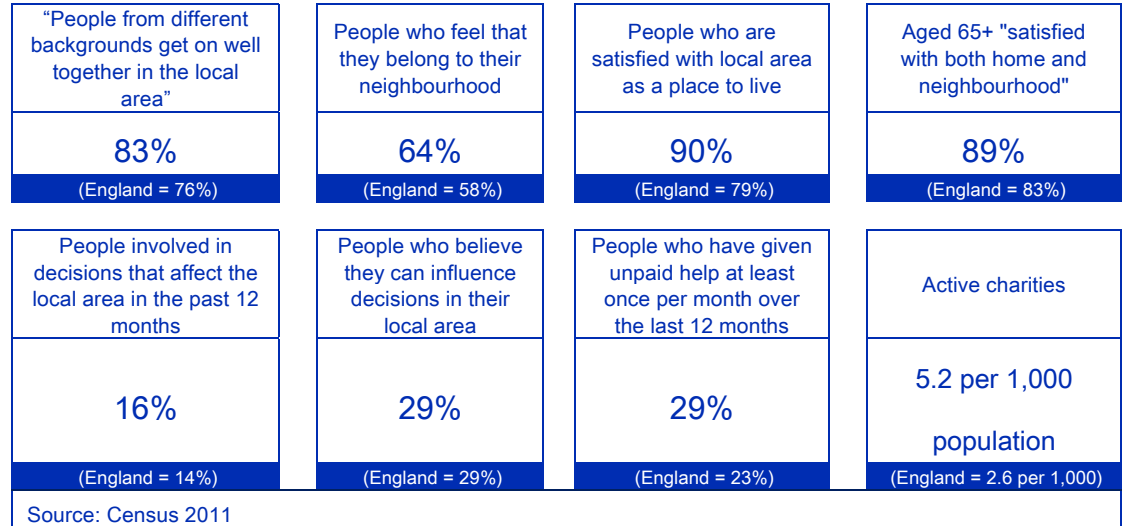 “People from different
backgrounds get on well
together in the local
area”
83%
(England = 76%)
People who feel that
they belong to their
neighbourhood
64%
(England = 58%)
People who are
satisfied with local area
as a place to live
90%
(England = 79%)
Aged 65+ "satisfied
with both home and
neighbourhood"
89%
(England = 83%)
People involved in
decisions that affect the
local area in the past 12
months
16%
(England = 14%)
People who believe
they can influence
decisions in their
local area
29%
(England = 29%)
People who have given
unpaid help at least
once per month over
the last 12 months
29%
(England = 23%)
Active charities
5.2 per 1,000
population
(England = 2.6 per 1,000)
Source: Census 2011